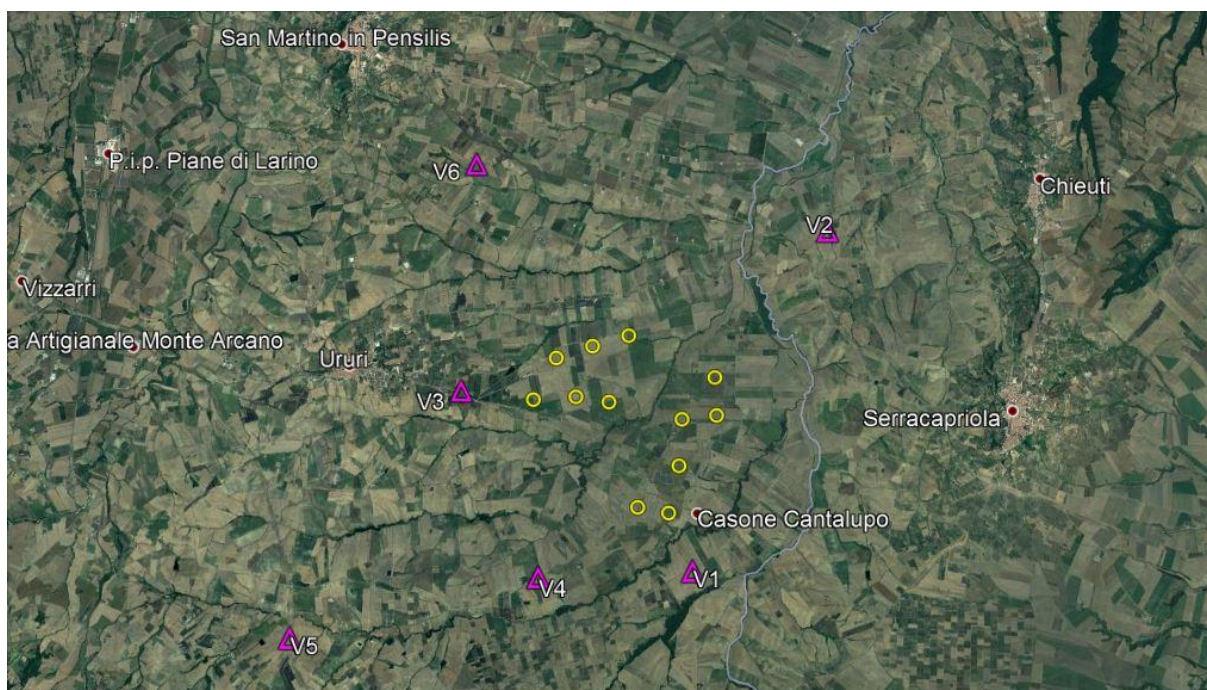 San Martino in Pensilis
P.i.p. Piane di Larino
V6
Chieuti
V2
Vizzarri
a Artigianale Monte Arcano
Ururi
V3
Serracapriola
Casone Cantalupo
V1
V4
V5